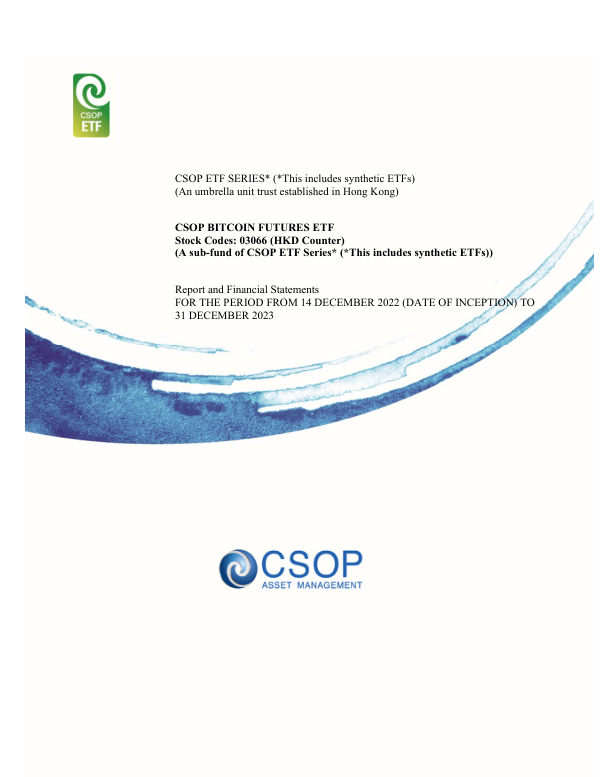 CSOP
ETF
CSOP ETF SERIES* (*This includes synthetic ETFs)
(An umbrella unit trust established in Hong Kong)
CSOP BITCOIN FUTURES ETF
Stock Codes: 03066 (HKD Counter)
(A sub-fund of CSOP ETF Series* (*This includes synthetic ETFs))
Report and Financial Statements
FOR THE PERIOD FROM 14 DECEMBER 2022 (DATE OF INCEPTION) TO
31 DECEMBER 2023
CSOP
ASSET MANAGEMENT